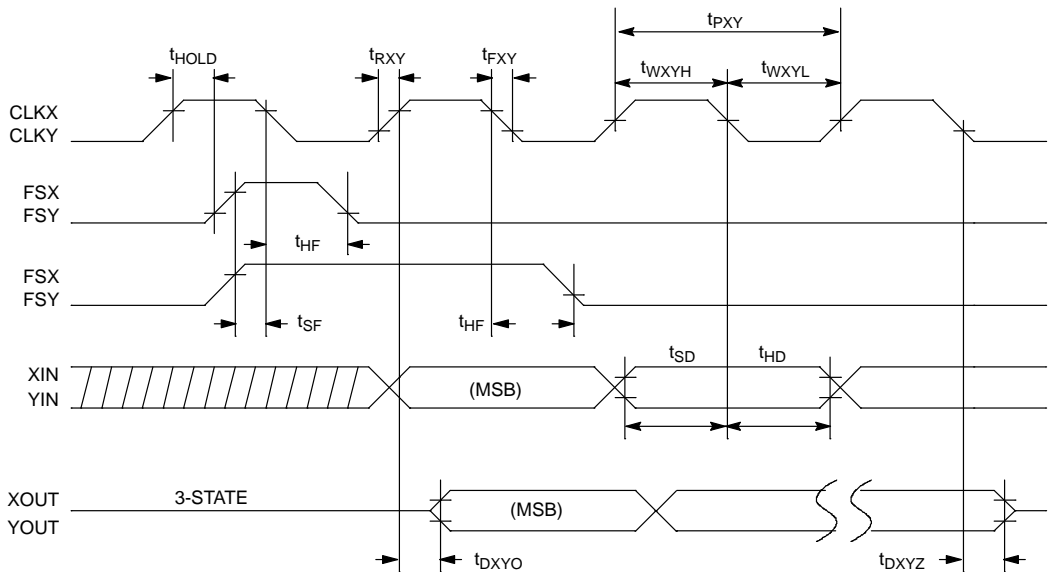 tPXY
tHOLD tRXY tFXY tWXYH tWXYL
CLKX
CLKY
FSX
FSY
tHF
FSX
FSY
tSF tHF
tSD tHD
XIN
YIN
(MSB)
XOUT
YOUT
3-STATE
(MSB)
tDXYO tDXYZ